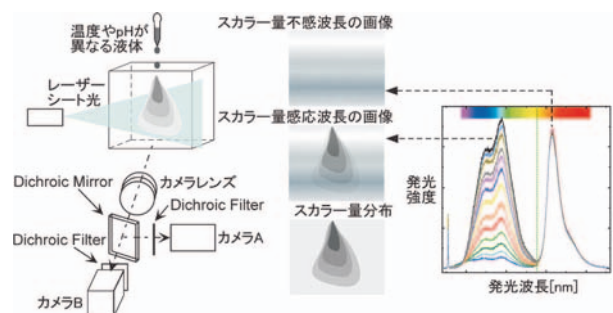 温度やpHが
異なる液体
レーザー
シート光
Dichroic Mirror
カメラレンズ
Dichroic Filter
Dichroic Filter
カメラA
カメラB
スカラー量不感波長の画像
スカラー量感応波長の画像
スカラー量分布
発光
強度
発光波長[nm]